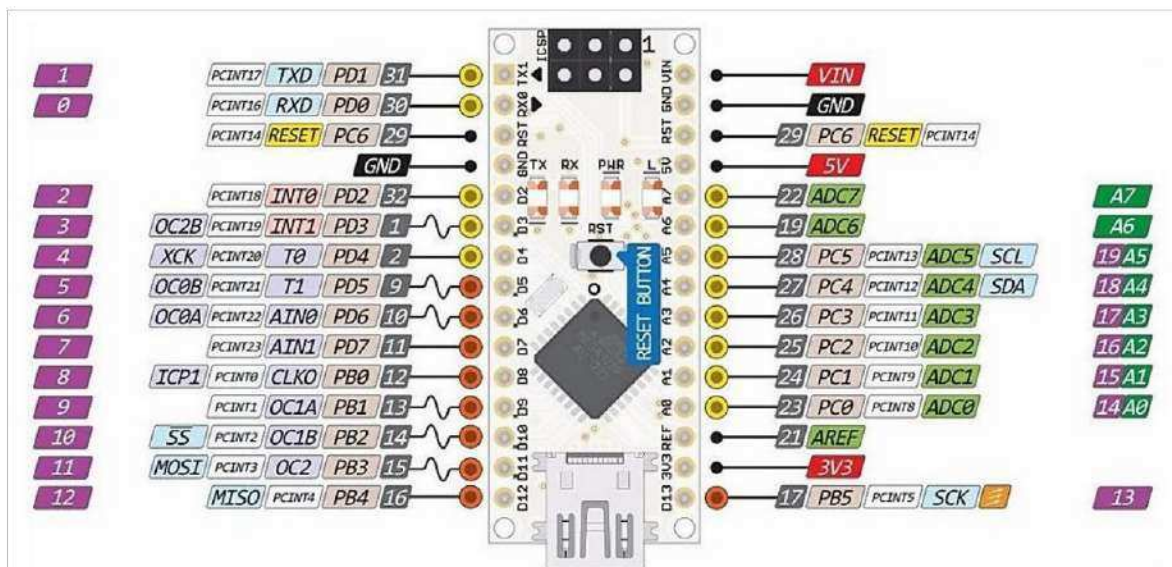 ICSP 1
1 PCINT17 TXD PD1 31 TX1 VIN VIN
0 PCINT16 RXD PD0 30 RX0 GND GND
PCINT14 RESET PC6 29 RST RST 29 PC6 RESET PCINT14
GND GND 5V 5V
TX RX PWR L
2 PCINT18 INT0 PD2 32 D2 A7 22 ADC7 A7
3 OC2B PCINT19 INT1 PD3 1 D3 A6 19 ADC6 A6
RST
4 XCK PCINT20 T0 PD4 2 D4 A5 28 PC5 PCINT13 ADC5 SCL 19 A5
5 OC0B PCINT21 T1 PD5 9 D5 A4 27 PC4 PCINT12 ADC4 SDA 18 A4
RESET BUTTON
6 OC0A PCINT22 AIN0 PD6 10 D6 A3 26 PC3 PCINT11 ADC3 17 A3
7 PCINT23 AIN1 PD7 11 D7 A2 25 PC2 PCINT10 ADC2 16 A2
8 ICP1 PCINT0 CLKO PB0 12 D8 A1 24 PC1 PCINT9 ADC1 15 A1
9 PCINT1 OC1A PB1 13 D9 A0 23 PC0 PCINT8 ADC0 14 A0
10 SS PCINT2 OC1B PB2 14 D10 REF 21 AREF
11 MOSI PCINT3 OC2 PB3 15 D11 3V3 3V3
12 MISO PCINT4 PB4 16 D12 D13 17 PB5 PCINT5 SCK 13